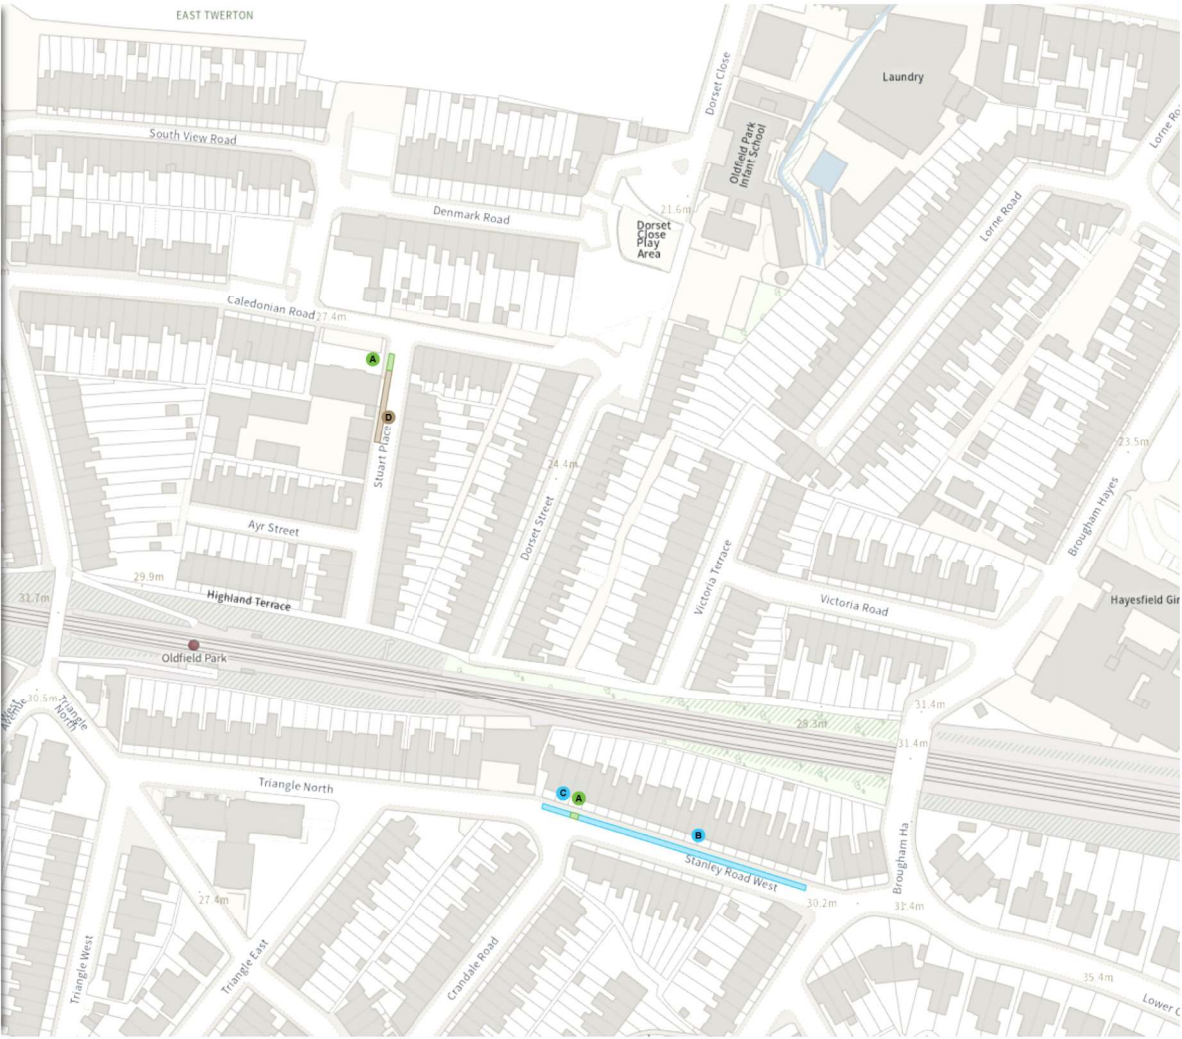 EAST TWERTON
Dorset Close
Laundry
Lorne Ro
South View Road
Oldfield Park
Infant School
Denmark Road
21.6m
Lorne Road
Dorset
Close
Play
Area
Caledonian Road
27.4m
A
D
Stuart Place
24.4m
23.5m
Dorset Street
Ayr Street
Brougham Hayes
Victoria Terrace
29.9m
Highland Terrace
31.7m
Victoria Road
Hayesfield Gir
Oldfield Park
30.5m
West
Avenue
Triangle
North
31.4m
28.3m
31.4m
Triangle North
C
A
B
Stanley Road West
Brougham Ha
30.2m
31.4m
27.4m
Triangle West
Triangle East
Crandale Road
35.4m
Lower O